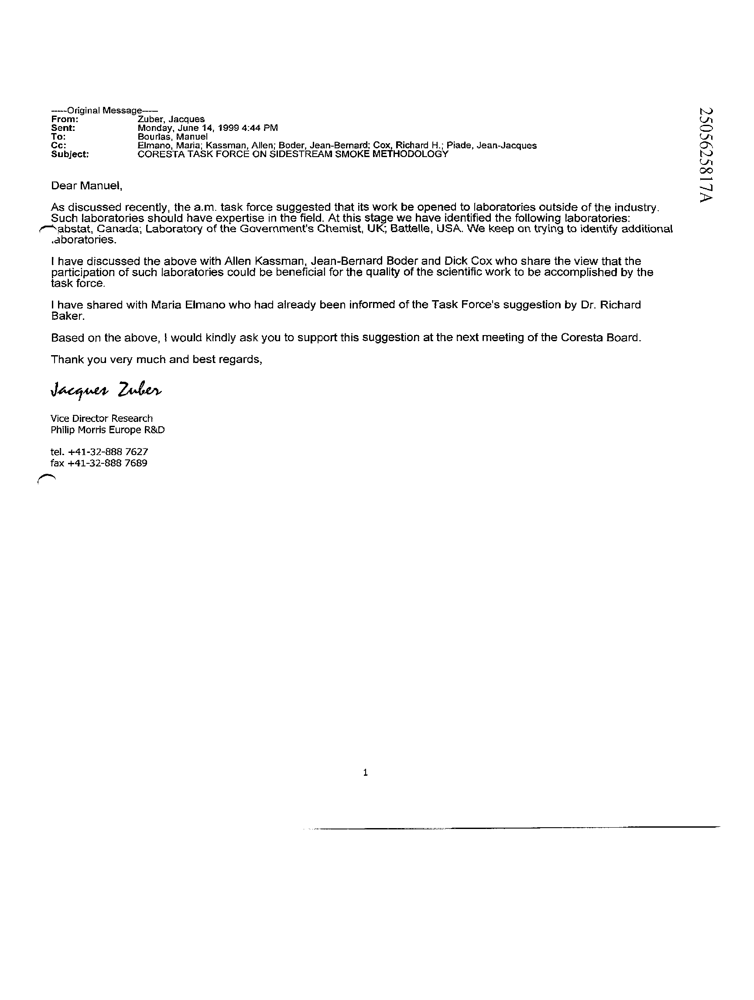 -----Original Message-----
From: Zuber, Jacques
Sent: Monday, June 14, 1999 4:44 PM
To: Bourlas, Manuel
Cc: Elmano, Maria; Kassman, Allen; Boder, Jean-Bernard; Cox, Richard H.; Piade, Jean-Jacques
Subject: CORESTA TASK FORCE ON SIDESTREAM SMOKE METHODOLOGY
Dear Manuel,
As discussed recently, the a.m. task force suggested that its work be opened to laboratories outside of the industry.
Such laboratories should have expertise in the field. At this stage we have identified the following laboratories:
abstat, Canada; Laboratory of the Government's Chemist, UK; Battelle, USA. We keep on trying to identify additional
aboratories.
I have discussed the above with Allen Kassman, Jean-Bernard Boder and Dick Cox who share the view that the
participation of such laboratories could be beneficial for the quality of the scientific work to be accomplished by the
task force.
I have shared with Maria Elmano who had already been informed of the Task Force's suggestion by Dr. Richard
Baker.
Based on the above, I would kindly ask you to support this suggestion at the next meeting of the Coresta Board.
Thank you very much and best regards,
Jacques Zuber
Vice Director Research
Philip Morris Europe R&D
tel. +41-32-888 7627
fax +41-32-888 7689
1
2505625817A